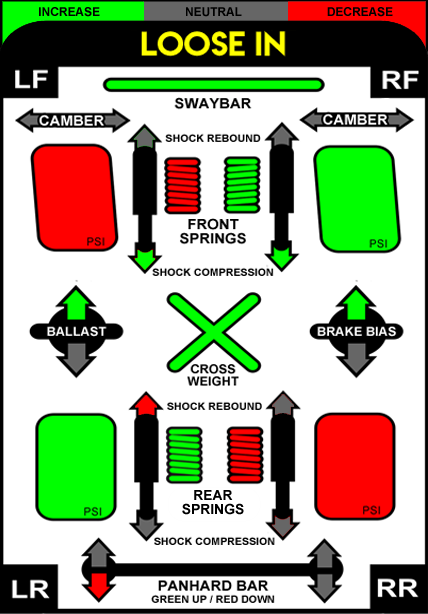 INCREASE NEUTRAL DECREASE
LOOSE IN
LF RF
SWAYBAR
CAMBER CAMBER
SHOCK REBOUND
FRONT
SPRINGS
PSI PSI
SHOCK COMPRESSION
BALLAST BRAKE BIAS
CROSS
WEIGHT
SHOCK REBOUND
REAR
SPRINGS
PSI PSI
SHOCK COMPRESSION
LR RR
PANHARD BAR
GREEN UP / RED DOWN